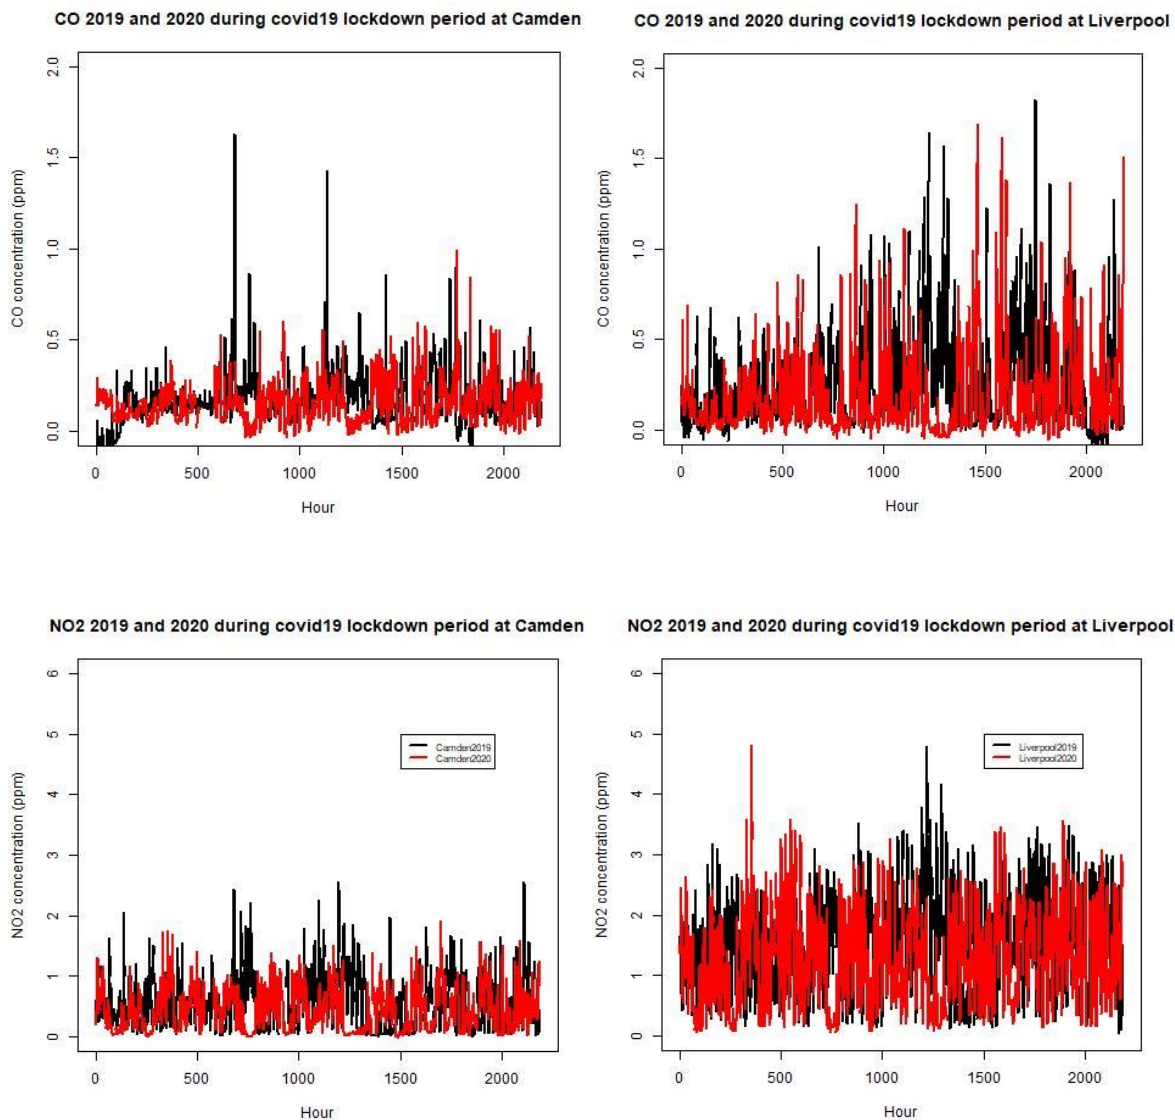 CO 2019 and 2020 during covid19 lockdown period at Camden
CO concentration (ppm)
2.0
1.5
1.0
0.5
0.0
0 500 1000 1500 2000
Hour
CO 2019 and 2020 during covid19 lockdown period at Liverpool
CO concentration (ppm)
2.0
1.5
1.0
0.5
0.0
0 500 1000 1500 2000
Hour
NO2 2019 and 2020 during covid19 lockdown period at Camden
NO2 concentration (ppm)
6
5
4
3
2
1
0
Camden2019
Camden2020
0 500 1000 1500 2000
Hour
NO2 2019 and 2020 during covid19 lockdown period at Liverpool
NO2 concentration (ppm)
6
5
4
3
2
1
0
Liverpool2019
Liverpool2020
0 500 1000 1500 2000
Hour